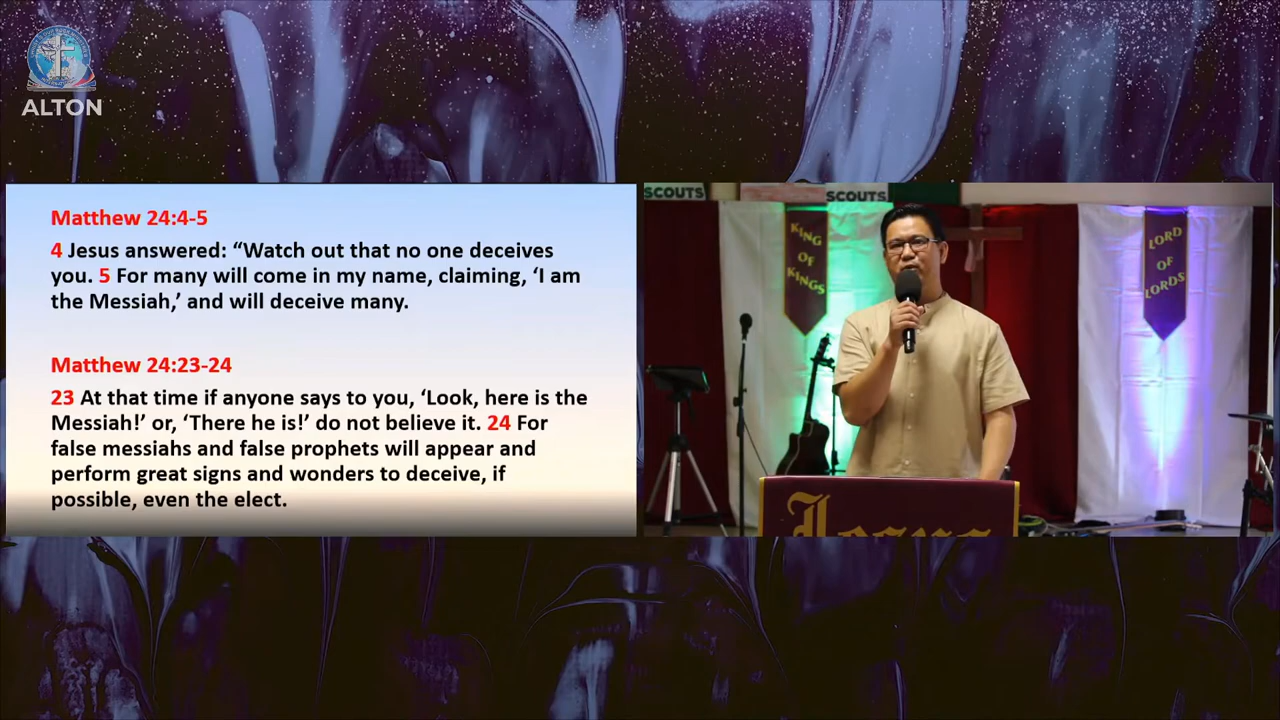 ALTON
Matthew 24:4-5
4 Jesus answered: “Watch out that no one deceives
you. 5 For many will come in my name, claiming, ‘I am
the Messiah,’ and will deceive many.
Matthew 24:23-24
23 At that time if anyone says to you, ‘Look, here is the
Messiah!’ or, ‘There he is!’ do not believe it. 24 For
false messiahs and false prophets will appear and
perform great signs and wonders to deceive, if
possible, even the elect.
SCOUTS
SCOUTS
KING
OF
KINGS
LORD
OF
LORDS
Jesus